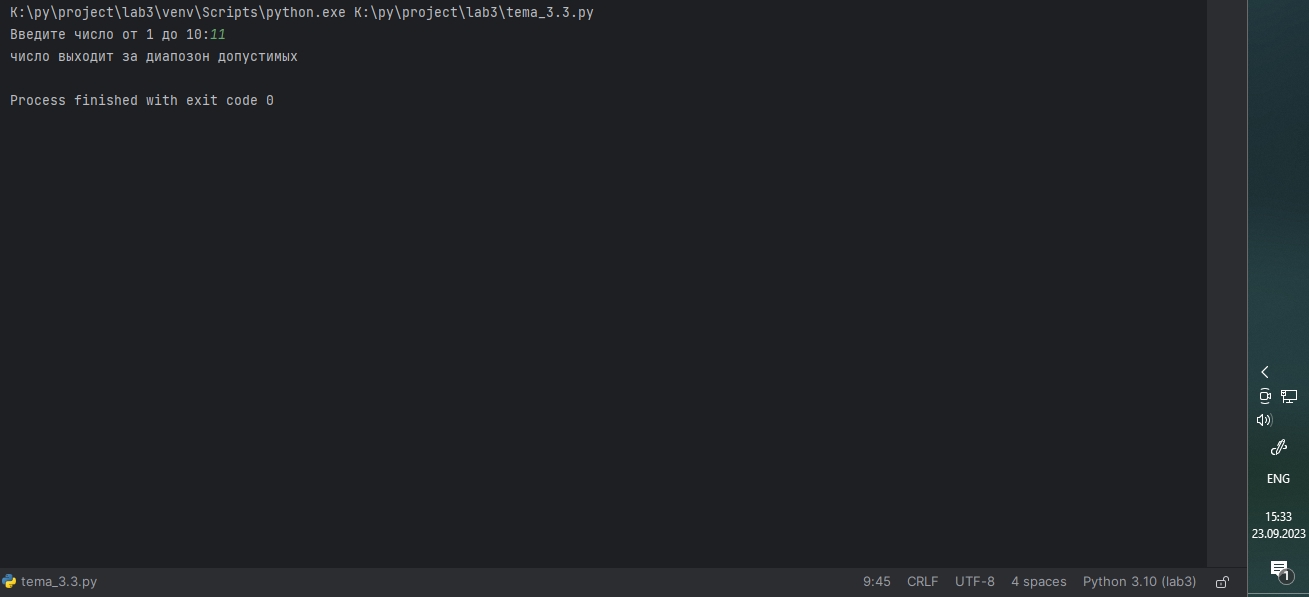 K:\py\project\lab3\venv\Scripts\python.exe K:\py\project\lab3\tema_3.3.py
Введите число от 1 до 10:11
число выходит за диапозон допустимых
Process finished with exit code 0
ENG
15:33
23.09.2023
1
tema_3.3.py 9:45 CRLF UTF-8 4 spaces Python 3.10 (lab3)